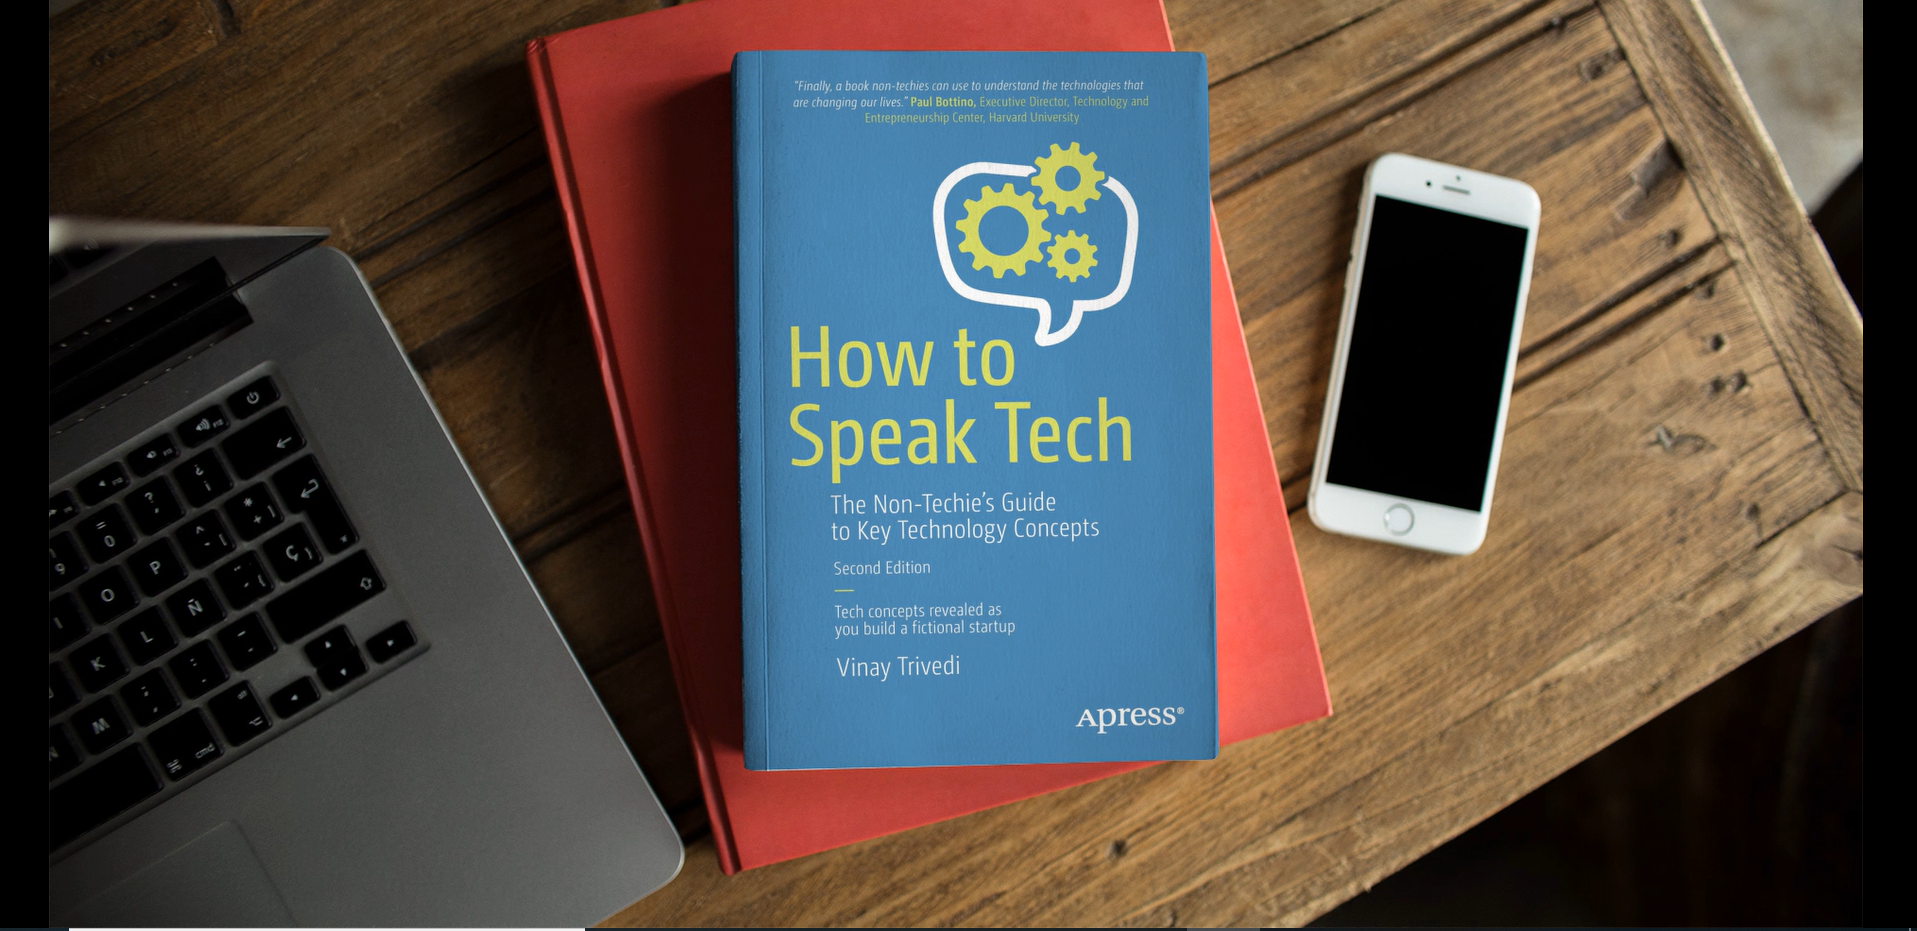 "Finally, a book non-techies can use to understand the technologies that
are changing our lives." Paul Bottino, Executive Director, Technology and
Entrepreneurship Center, Harvard University
How to
Speak Tech
The Non-Techie's Guide
to Key Technology Concepts
Second Edition
Tech concepts revealed as
you build a fictional startup
Vinay Trivedi
Apress®
0
P
O
Ñ
L
K
M
Ç